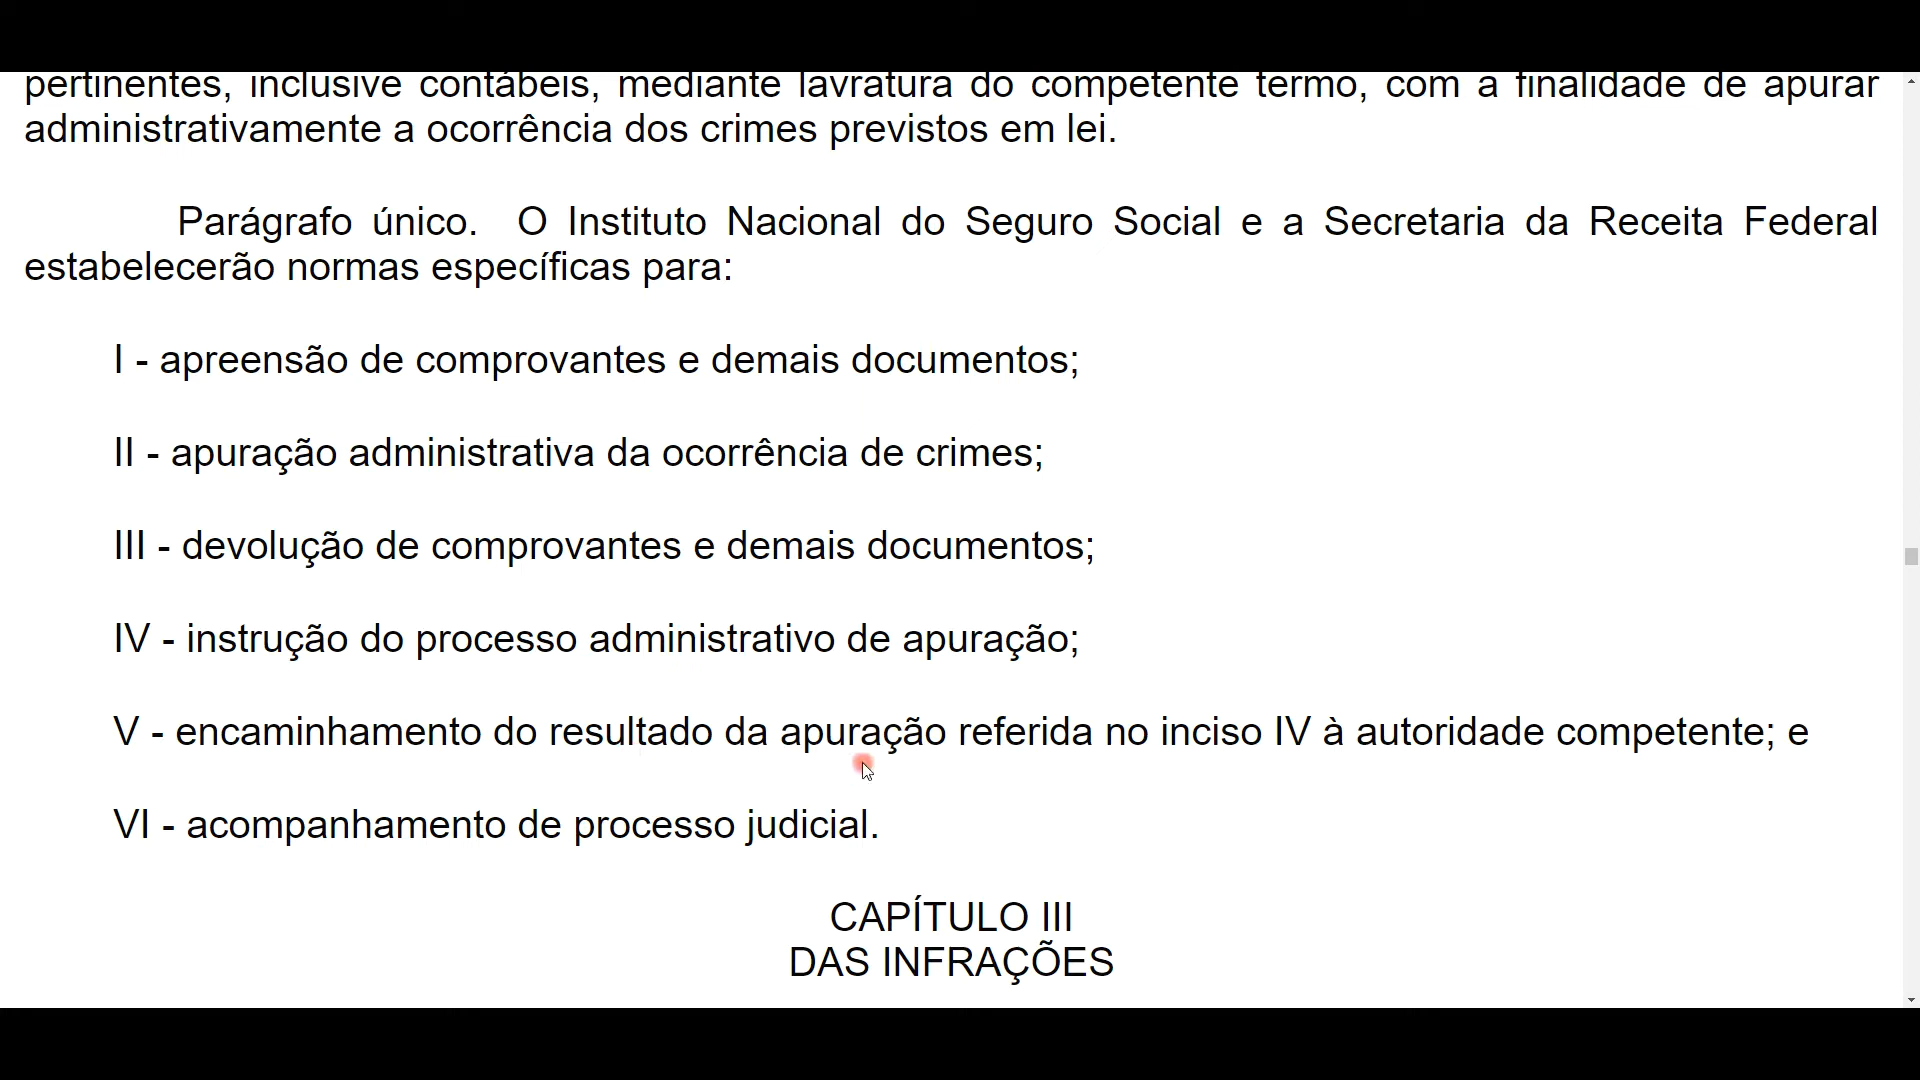 pertinentes, inclusive contábeis, mediante lavratura do competente termo, com a finalidade de apurar
administrativamente a ocorrência dos crimes previstos em lei.
Parágrafo único. O Instituto Nacional do Seguro Social e a Secretaria da Receita Federal
estabelecerão normas específicas para:
I - apreensão de comprovantes e demais documentos;
II - apuração administrativa da ocorrência de crimes;
III - devolução de comprovantes e demais documentos;
IV - instrução do processo administrativo de apuração;
V - encaminhamento do resultado da apuração referida no inciso IV à autoridade competente; e
VI - acompanhamento de processo judicial.
CAPÍTULO III
DAS INFRAÇÕES